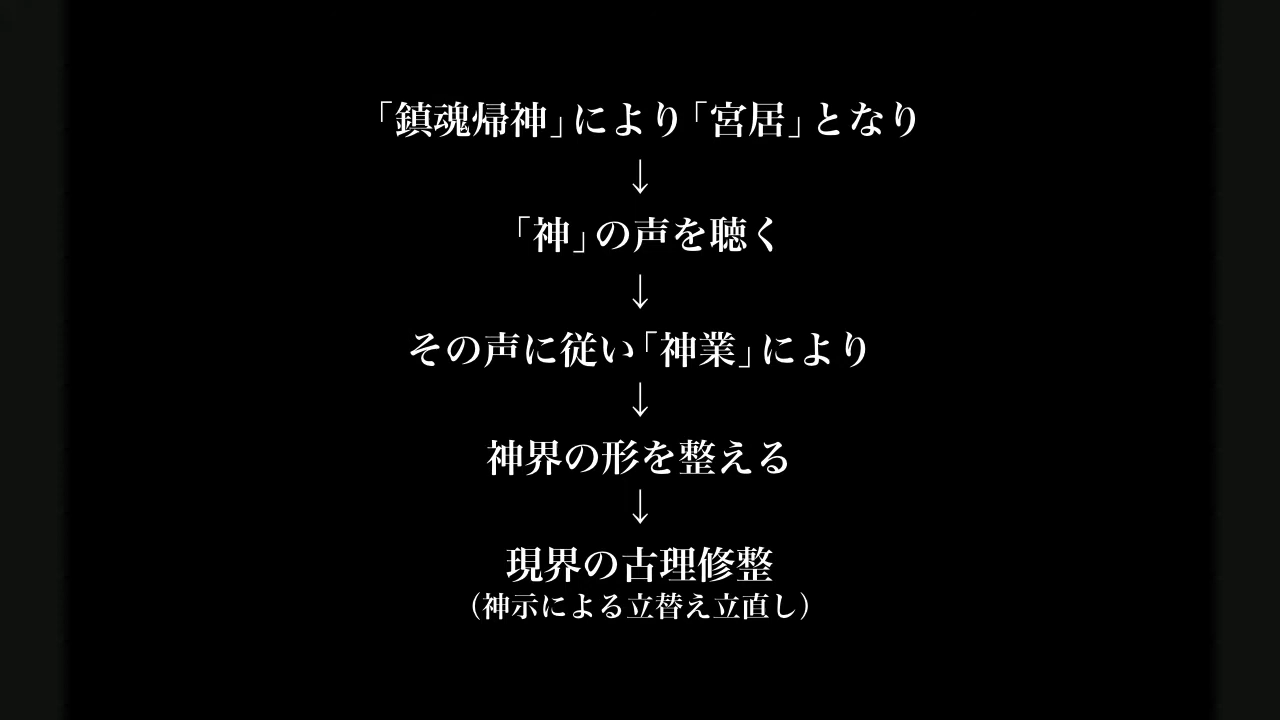 「鎮魂帰神」により「宮居」となり
↓
「神」の声を聴く
↓
その声に従い「神業」により
↓
神界の形を整える
↓
現界の古理修整
（神示による立替え立直し）